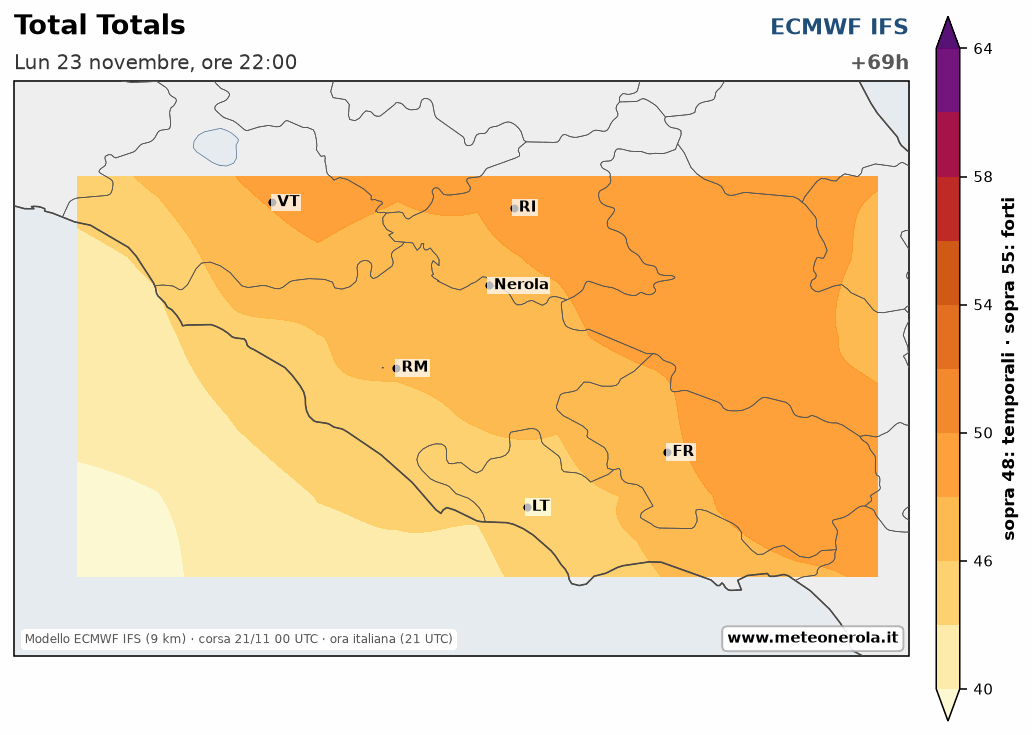 Total Totals
ECMWF IFS
Lun 23 novembre, ore 22:00
+69h
64
58
54
50
46
40
sopra 48: temporali · sopra 55: forti
VT
RI
Nerola
RM
FR
LT
Modello ECMWF IFS (9 km) · corsa 21/11 00 UTC · ora italiana (21 UTC)
www.meteonerola.it